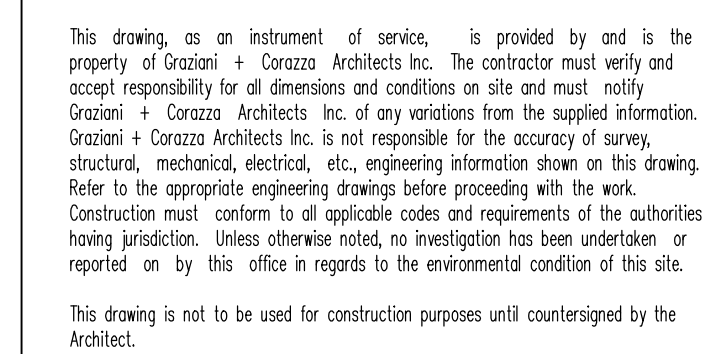 This drawing, as an instrument of service, is provided by and is the
property of Graziani + Corazza Architects Inc. The contractor must verify and
accept responsibility for all dimensions and conditions on site and must notify
Graziani + Corazza Architects Inc. of any variations from the supplied information.
Graziani + Corazza Architects Inc. is not responsible for the accuracy of survey,
structural, mechanical, electrical, etc., engineering information shown on this drawing.
Refer to the appropriate engineering drawings before proceeding with the work.
Construction must conform to all applicable codes and requirements of the authorities
having jurisdiction. Unless otherwise noted, no investigation has been undertaken or
reported on by this office in regards to the environmental condition of this site.
This drawing is not to be used for construction purposes until countersigned by the
Architect.